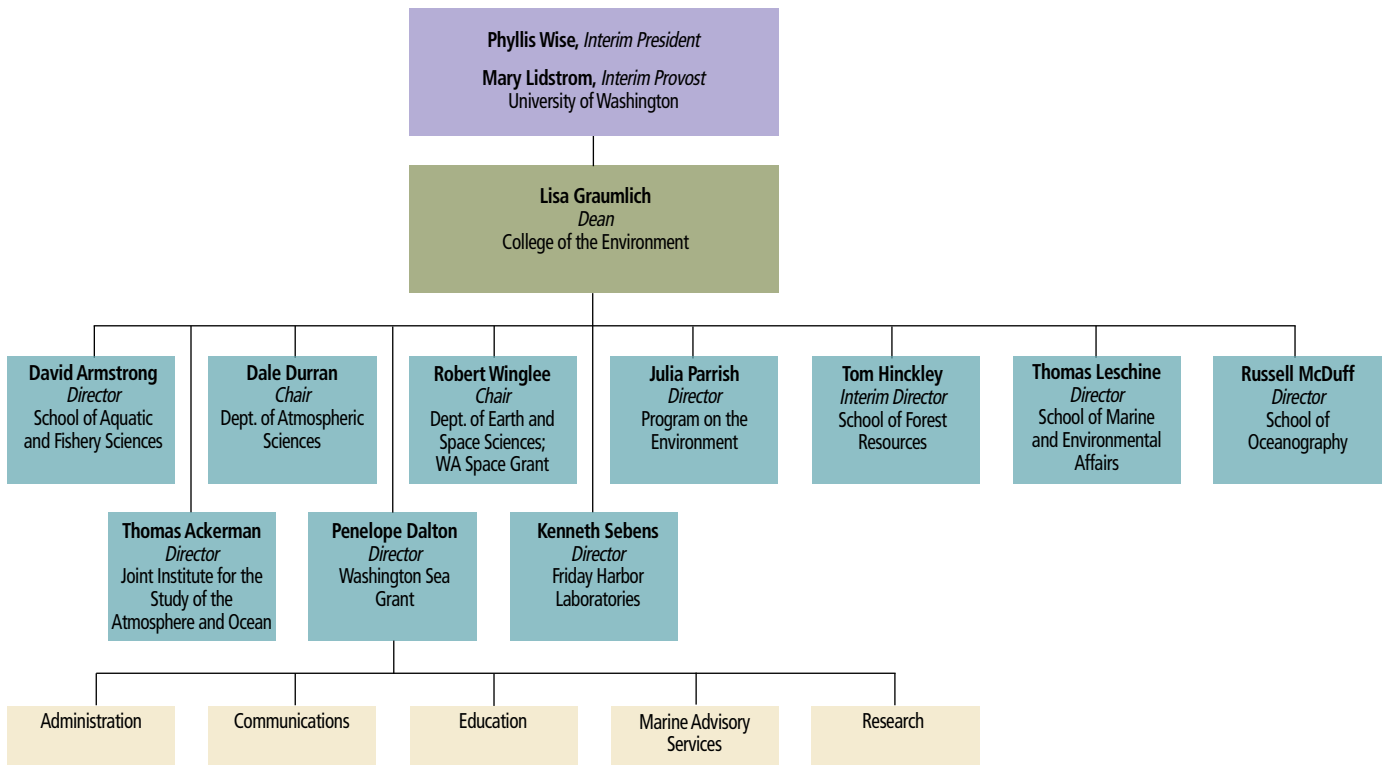 Phyllis Wise, Interim President
Mary Lidstrom, Interim Provost
University of Washington
Lisa Graumlich
Dean
College of the Environment
David Armstrong
Director
School of Aquatic
and Fishery Sciences
Dale Durran
Chair
Dept. of Atmospheric
Sciences
Robert Winglee
Chair
Dept. of Earth and
Space Sciences;
WA Space Grant
Julia Parrish
Director
Program on the
Environment
Tom Hinckley
Interim Director
School of Forest
Resources
Thomas Leschine
Director
School of Marine
and Environmental
Affairs
Russell McDuff
Director
School of
Oceanography
Thomas Ackerman
Director
Joint Institute for the
Study of the
Atmosphere and Ocean
Penelope Dalton
Director
Washington Sea
Grant
Kenneth Sebens
Director
Friday Harbor
Laboratories
Administration
Communications
Education
Marine Advisory
Services
Research